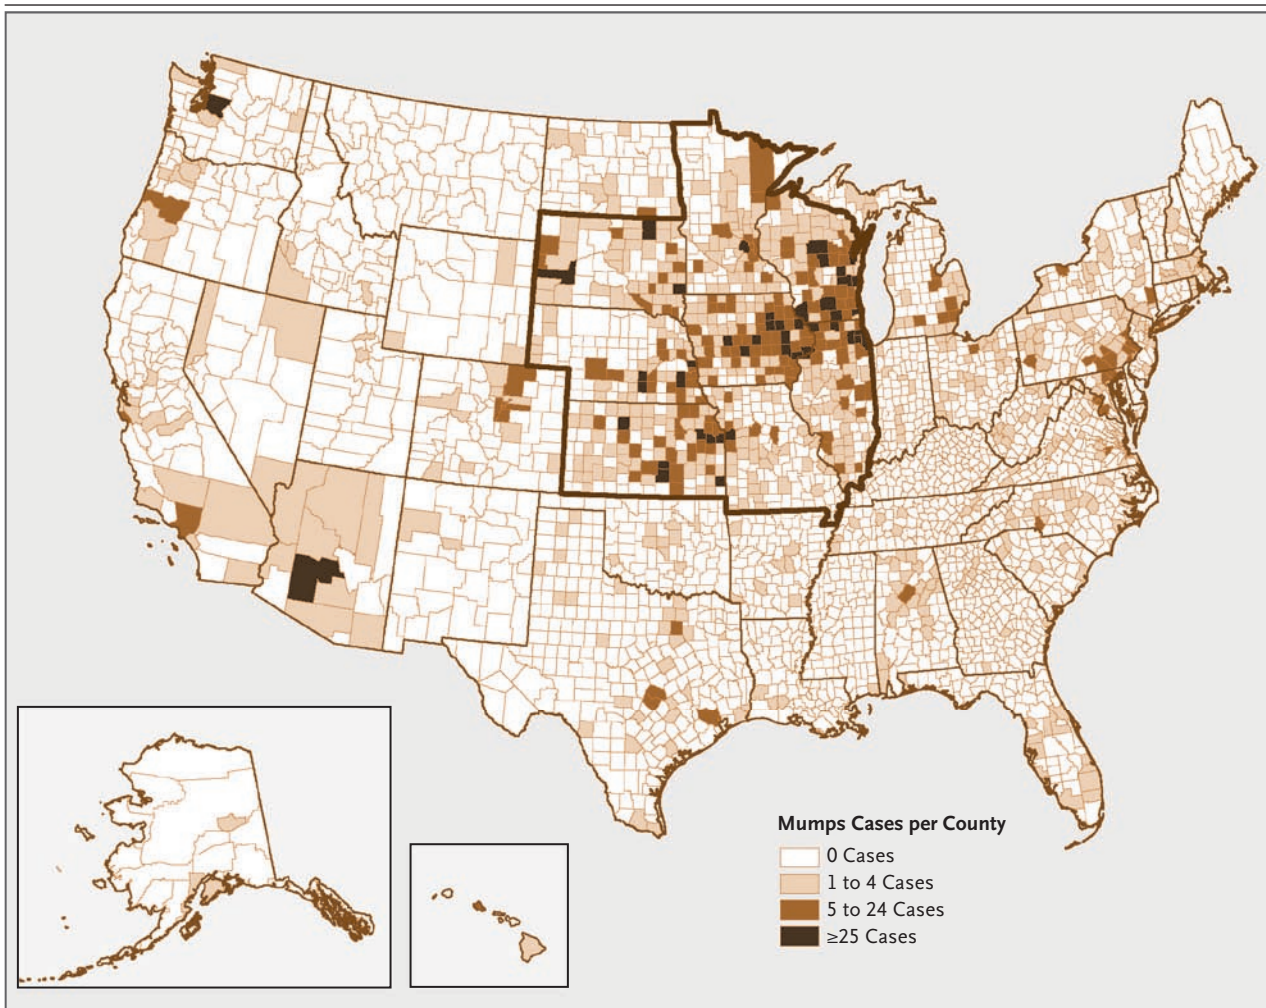 Mumps Cases per County
0 Cases
1 to 4 Cases
5 to 24 Cases
≥25 Cases